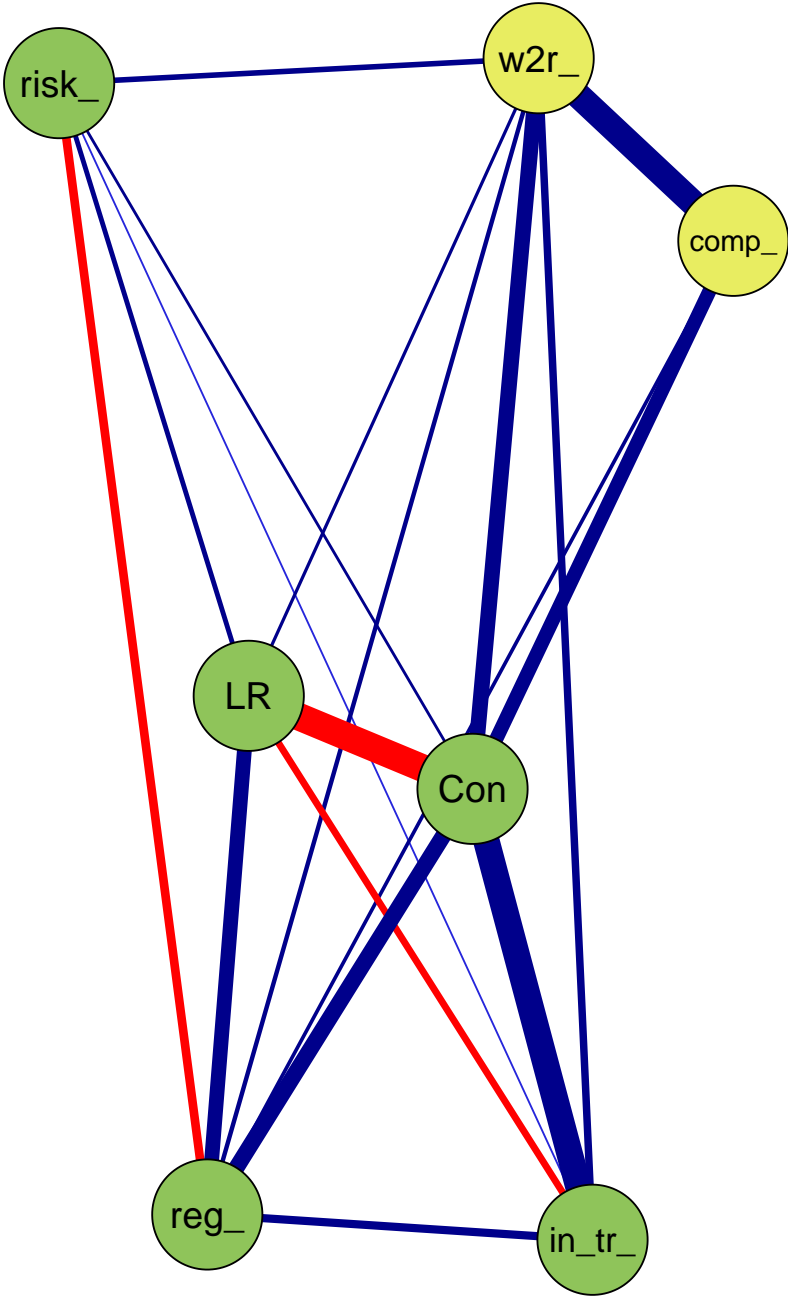 w2r_
risk_
comp_
LR
Con
reg_
in_tr_